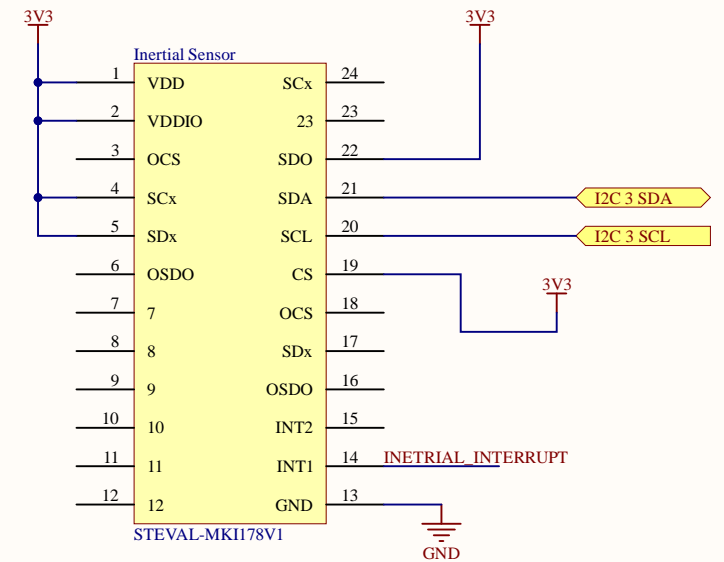 3V3
3V3
Inertial Sensor
1 VDD SCx 24
2 VDDIO 23 23
3 OCS SDO 22
4 SCx SDA 21 I2C 3 SDA
5 SDx SCL 20 I2C 3 SCL
6 OSDO CS 19
3V3
7 7 OCS 18
8 8 SDx 17
9 9 OSDO 16
10 10 INT2 15
11 11 INT1 14 INETRIAL_INTERRUPT
12 12 GND 13
STEVAL-MKI178V1
GND